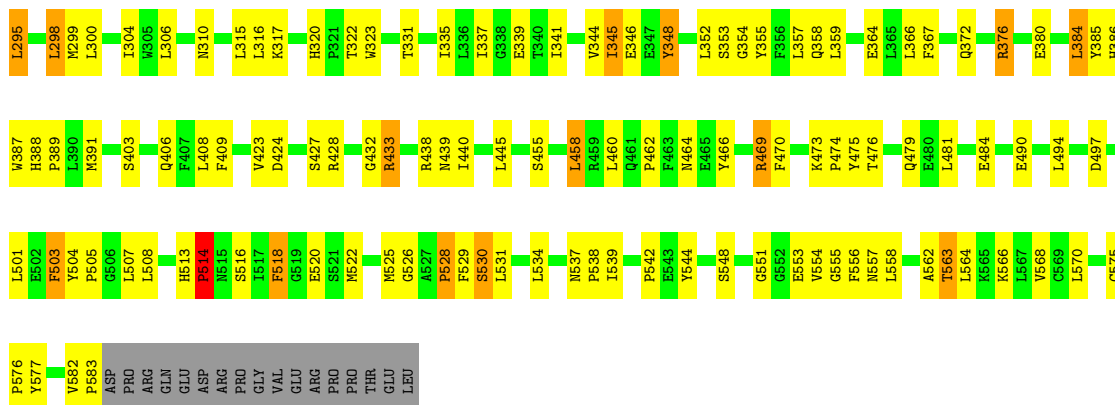 L295 L298 M299 L300 I304 W305 L306 N310 L315 L316 K317 H320 P321 T322 W323 T331 I335 L336 I337 G338 E339 T340 I341 V344 I345 E346 E347 Y348 L352 S353 G354 Y355 F356 L357 Q358 L359 E364 L365 L366 F367 Q372 R376 E380 L384 Y385 H386
W387 H388 P389 L390 M391 S403 Q406 F407 L408 F409 V423 D424 S427 R428 G432 R433 R438 N439 I440 L445 S455 L458 R459 L460 Q461 P462 F463 N464 E465 Y466 R469 F470 K473 P474 Y475 T476 Q479 E480 L481 E484 E490 L494 D497
L501 E502 F503 Y504 P505 G506 L507 L508 H513 P514 N515 S516 I517 F518 G519 E520 S521 M522 M525 G526 A527 P528 F529 S530 L531 L534 N537 P538 I539 P542 E543 Y544 S548 G551 G552 E553 V554 G555 F556 N557 L558 A562 T563 L564 K565 K566 L567 V568 C569 L570
P576 Y577 V582 P583 ASP PRO ARG GLN GLU ASP ARG PRO GLY VAL GLU ARG PRO PRO THR GLU LEU